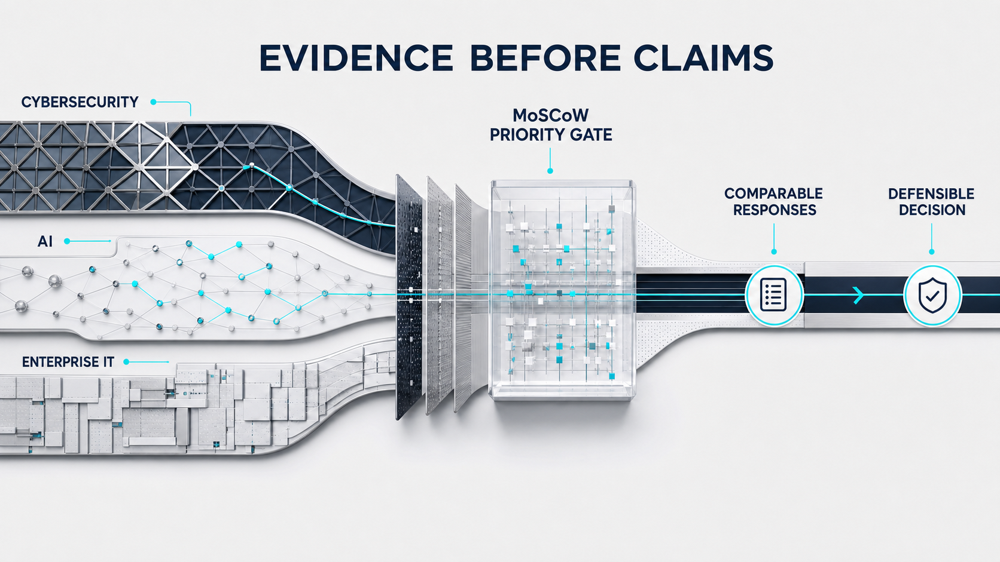 EVIDENCE BEFORE CLAIMS
CYBERSECURITY
MoSCoW
PRIORITY GATE
COMPARABLE
RESPONSES
DEFENSIBLE
DECISION
AI
ENTERPRISE IT